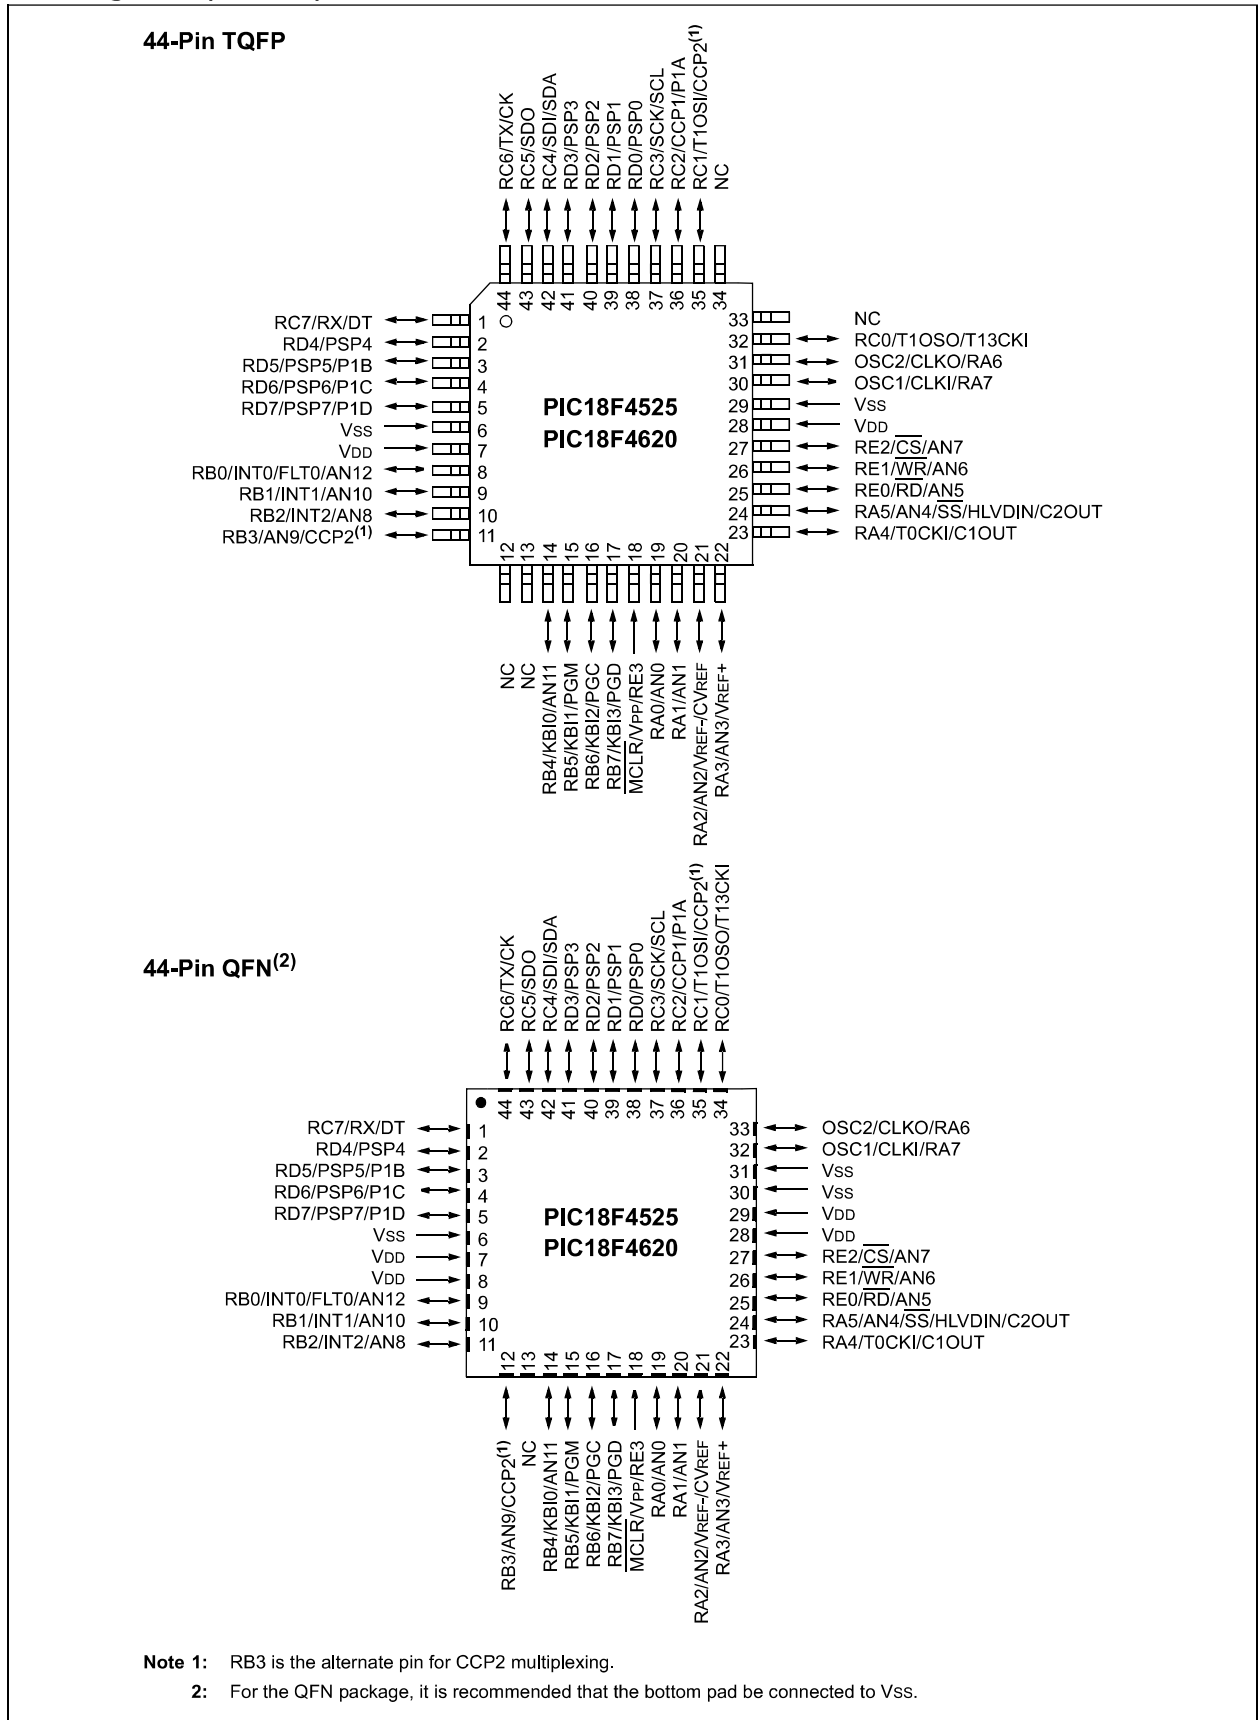 44-Pin TQFP
RC6/TX/CK
RC5/SDO
RC4/SDI/SDA
RD3/PSP3
RD2/PSP2
RD1/PSP1
RD0/PSP0
RC3/SCK/SCL
RC2/CCP1/P1A
RC1/T1OSI/CCP2(1)
NC
44 43 42 41 40 39 38 37 36 35 34
RC7/RX/DT 1
RD4/PSP4 2
RD5/PSP5/P1B 3
RD6/PSP6/P1C 4
RD7/PSP7/P1D 5
VSS 6
VDD 7
RB0/INT0/FLT0/AN12 8
RB1/INT1/AN10 9
RB2/INT2/AN8 10
RB3/AN9/CCP2(1) 11
PIC18F4525
PIC18F4620
33 NC
32 RC0/T1OSO/T13CKI
31 OSC2/CLKO/RA6
30 OSC1/CLKI/RA7
29 VSS
28 VDD
27 RE2/CS/AN7
26 RE1/WR/AN6
25 RE0/RD/AN5
24 RA5/AN4/SS/HLVDIN/C2OUT
23 RA4/T0CKI/C1OUT
12 13 14 15 16 17 18 19 20 21 22
NC
NC
RB4/KBI0/AN11
RB5/KBI1/PGM
RB6/KBI2/PGC
RB7/KBI3/PGD
MCLR/VPP/RE3
RA0/AN0
RA1/AN1
RA2/AN2/VREF-/CVREF
RA3/AN3/VREF+
44-Pin QFN(2)
RC6/TX/CK
RC5/SDO
RC4/SDI/SDA
RD3/PSP3
RD2/PSP2
RD1/PSP1
RD0/PSP0
RC3/SCK/SCL
RC2/CCP1/P1A
RC1/T1OSI/CCP2(1)
RC0/T1OSO/T13CKI
44 43 42 41 40 39 38 37 36 35 34
RC7/RX/DT 1
RD4/PSP4 2
RD5/PSP5/P1B 3
RD6/PSP6/P1C 4
RD7/PSP7/P1D 5
VSS 6
VDD 7
VDD 8
RB0/INT0/FLT0/AN12 9
RB1/INT1/AN10 10
RB2/INT2/AN8 11
PIC18F4525
PIC18F4620
33 OSC2/CLKO/RA6
32 OSC1/CLKI/RA7
31 VSS
30 VSS
29 VDD
28 VDD
27 RE2/CS/AN7
26 RE1/WR/AN6
25 RE0/RD/AN5
24 RA5/AN4/SS/HLVDIN/C2OUT
23 RA4/T0CKI/C1OUT
12 13 14 15 16 17 18 19 20 21 22
RB3/AN9/CCP2(1)
NC
RB4/KBI0/AN11
RB5/KBI1/PGM
RB6/KBI2/PGC
RB7/KBI3/PGD
MCLR/VPP/RE3
RA0/AN0
RA1/AN1
RA2/AN2/VREF-/CVREF
RA3/AN3/VREF+
Note 1: RB3 is the alternate pin for CCP2 multiplexing.
2: For the QFN package, it is recommended that the bottom pad be connected to VSS.